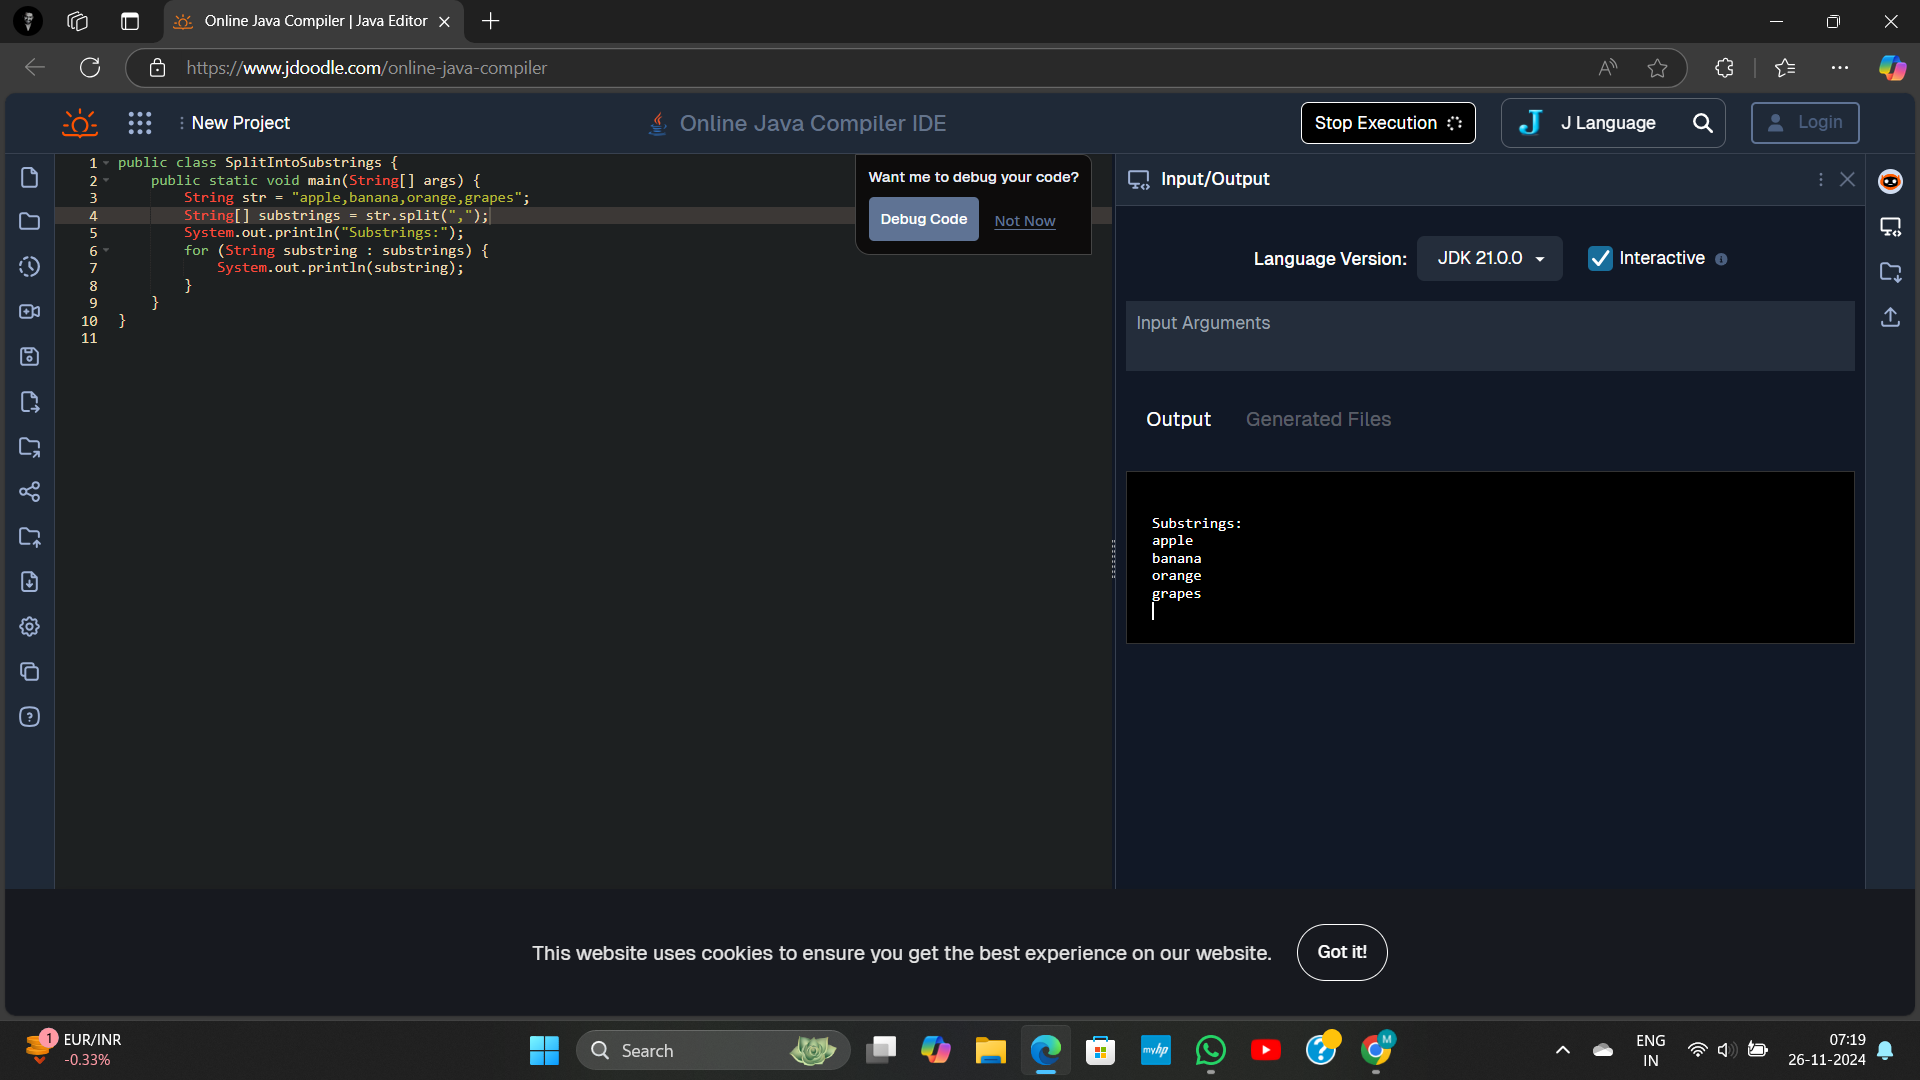 Online Java Compiler | Java Editor
https://www.jdoodle.com/online-java-compiler
New Project
Online Java Compiler IDE
Stop Execution
J Language
Login
1 public class SplitIntoSubstrings {
2 public static void main(String[] args) {
3 String str = "apple,banana,orange,grapes";
4 String[] substrings = str.split(",");
5 System.out.println("Substrings:");
6 for (String substring : substrings) {
7 System.out.println(substring);
8 }
9 }
10 }
11
Want me to debug your code?
Debug Code Not Now
Input/Output
Language Version: JDK 21.0.0 Interactive
Input Arguments
Output Generated Files
Substrings:
apple
banana
orange
grapes
This website uses cookies to ensure you get the best experience on our website. Got it!
1
EUR/INR
-0.33%
Search
myhp
M
ENG
IN
07:19
26-11-2024